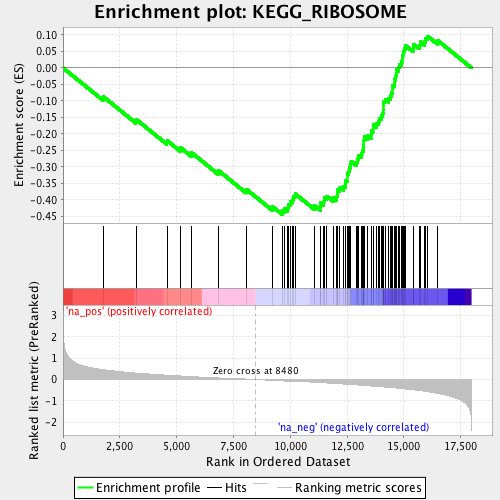 Enrichment plot: KEGG_RIBOSOME
Enrichment score (ES)
0.10
0.05
0.00
-0.05
-0.10
-0.15
-0.20
-0.25
-0.30
-0.35
-0.40
-0.45
Ranked list metric (PreRanked)
'na_pos' (positively correlated)
3
2
1
0
-1
-2
Zero cross at 8480
'na_neg' (negatively correlated)
0
2,500
5,000
7,500
10,000
12,500
15,000
17,500
Rank in Ordered Dataset
Enrichment profile
Hits
Ranking metric scores